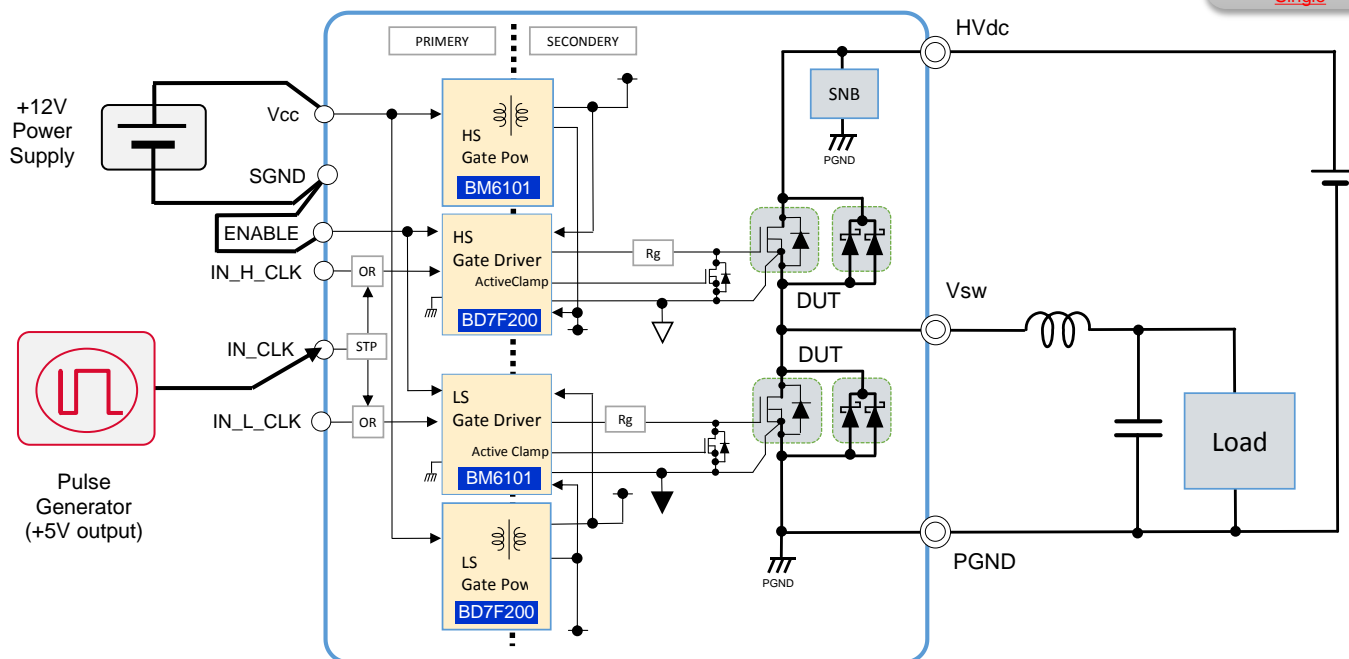 Single
PRIMERY
SECONDERY
HVdc
+12V
Power
Supply
Vcc
SGND
ENABLE
IN_H_CLK
IN_CLK
IN_L_CLK
Pulse
Generator
(+5V output)
OR
STP
OR
HS
Gate Pow
BM6101
HS
Gate Driver
ActiveClamp
BD7F200
LS
Gate Driver
Active Clamp
BM6101
LS
Gate Pow
BD7F200
Rg
Rg
SNB
PGND
DUT
DUT
PGND
Vsw
Load
PGND